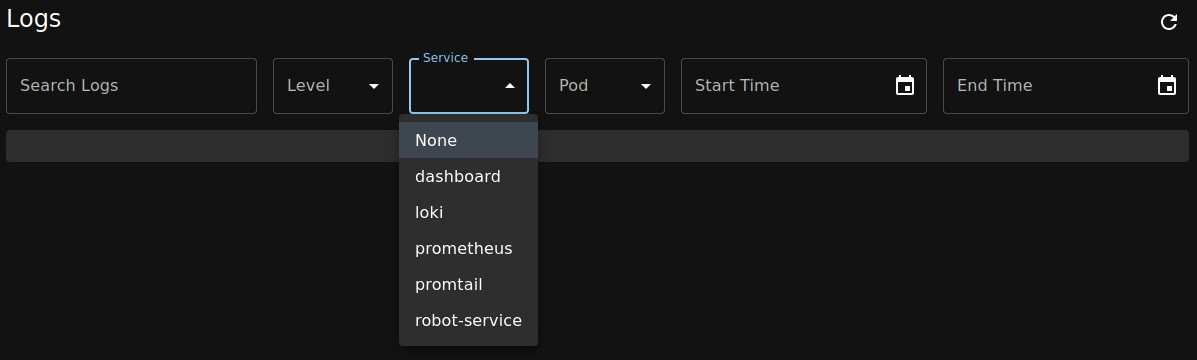 Logs
Service
Search Logs
Level
Pod
Start Time
End Time
None
dashboard
loki
prometheus
promtail
robot-service